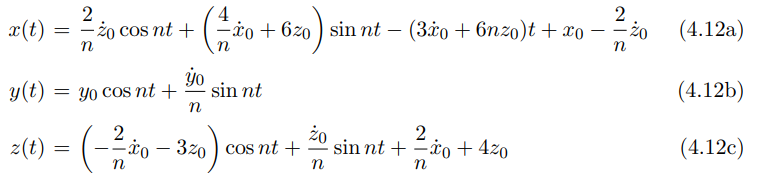 x(t) = \frac{2}{n}\dot{z}_0 \cos nt + \left(\frac{4}{n}\dot{x}_0 + 6z_0\right) \sin nt - (3\dot{x}_0 + 6nz_0)t + x_0 - \frac{2}{n}\dot{z}_0 (4.12a)
y(t) = y_0 \cos nt + \frac{\dot{y}_0}{n} \sin nt (4.12b)
z(t) = \left(-\frac{2}{n}\dot{x}_0 - 3z_0\right) \cos nt + \frac{\dot{z}_0}{n} \sin nt + \frac{2}{n}\dot{x}_0 + 4z_0 (4.12c)